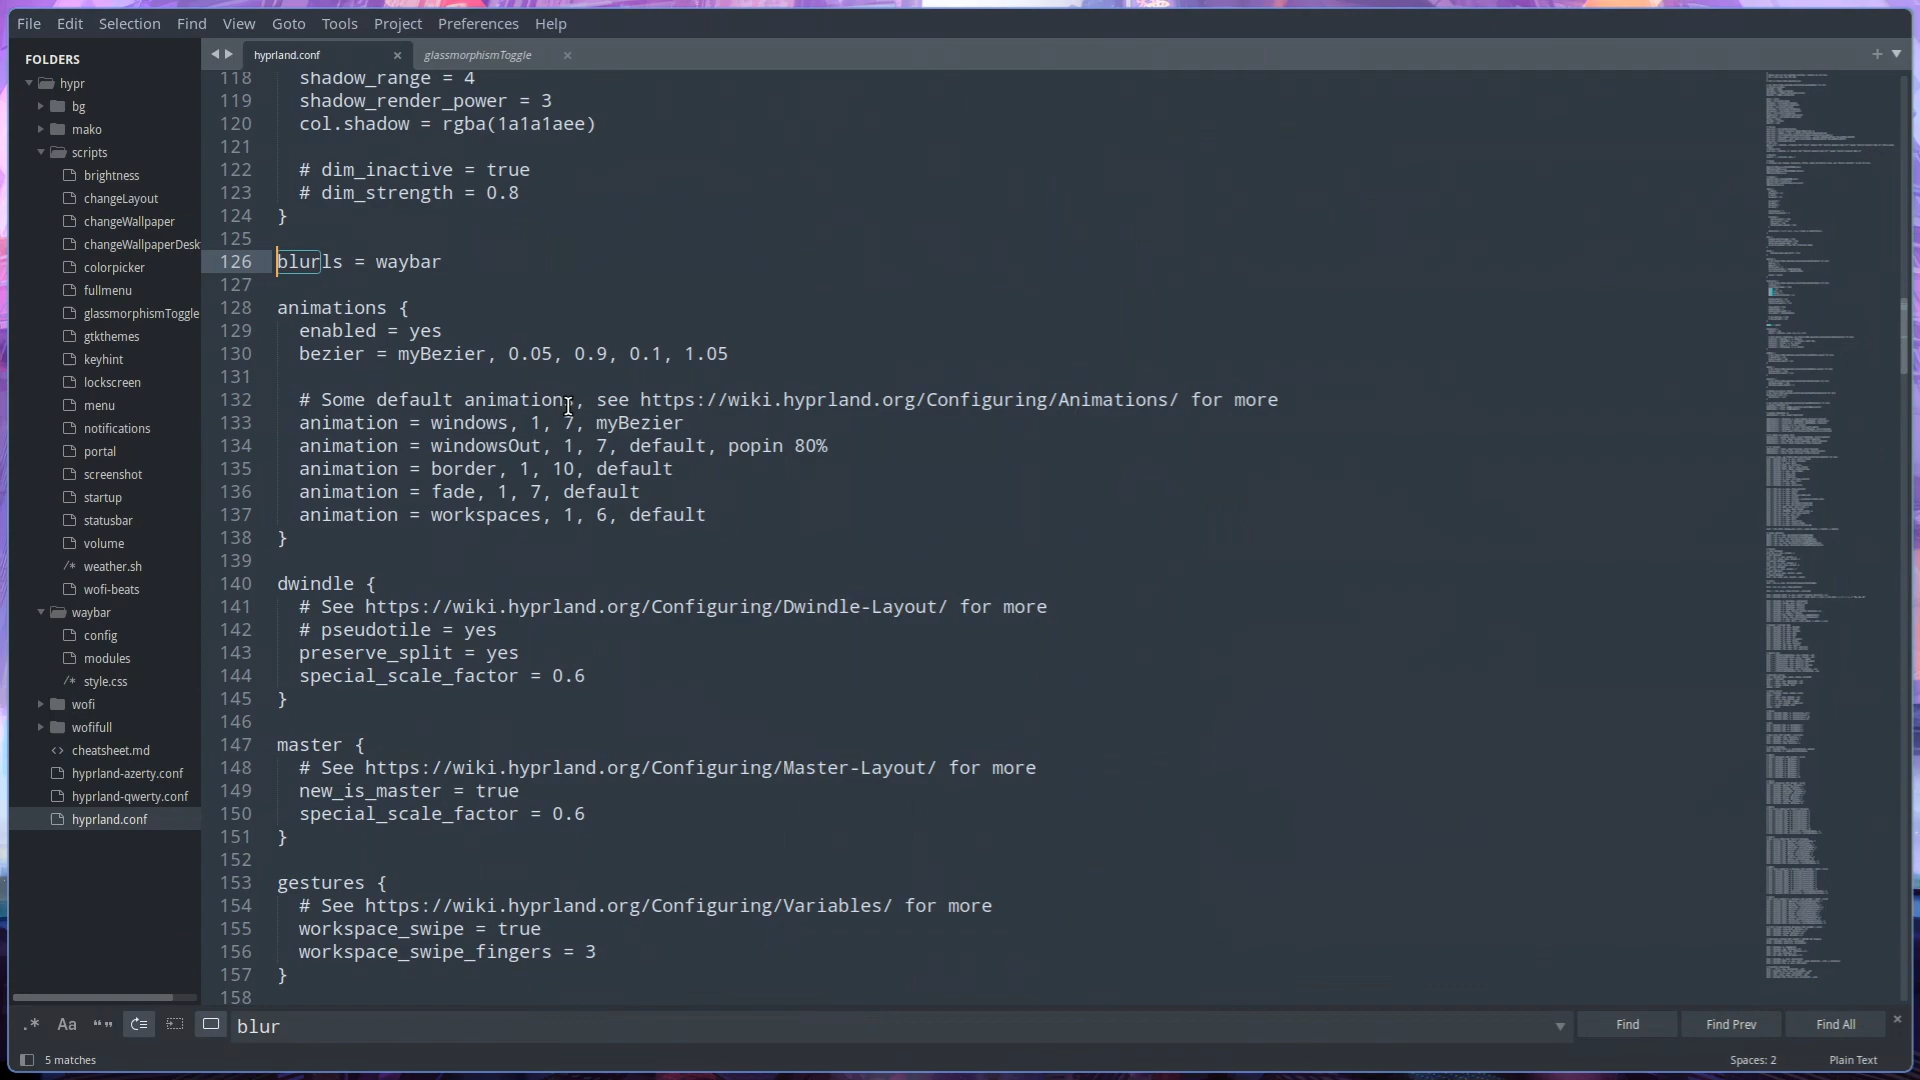 File Edit Selection Find View Goto Tools Project Preferences Help
FOLDERS
hypr
bg
mako
scripts
brightness
changeLayout
changeWallpaper
changeWallpaperDesk
colorpicker
fullmenu
glassmorphismToggle
gtkthemes
keyhint
lockscreen
menu
notifications
portal
screenshot
startup
statusbar
volume
/* weather.sh
wofi-beats
waybar
config
modules
/* style.css
wofi
wofifull
<> cheatsheet.md
hyprland-azerty.conf
hyprland-qwerty.conf
hyprland.conf
hyprland.conf × glassmorphismToggle ×
118 shadow_range = 4
119 shadow_render_power = 3
120 col.shadow = rgba(1a1a1aee)
121
122 # dim_inactive = true
123 # dim_strength = 0.8
124 }
125
126 blurls = waybar
127
128 animations {
129 enabled = yes
130 bezier = myBezier, 0.05, 0.9, 0.1, 1.05
131
132 # Some default animations, see https://wiki.hyprland.org/Configuring/Animations/ for more
133 animation = windows, 1, 7, myBezier
134 animation = windowsOut, 1, 7, default, popin 80%
135 animation = border, 1, 10, default
136 animation = fade, 1, 7, default
137 animation = workspaces, 1, 6, default
138 }
139
140 dwindle {
141 # See https://wiki.hyprland.org/Configuring/Dwindle-Layout/ for more
142 # pseudotile = yes
143 preserve_split = yes
144 special_scale_factor = 0.6
145 }
146
147 master {
148 # See https://wiki.hyprland.org/Configuring/Master-Layout/ for more
149 new_is_master = true
150 special_scale_factor = 0.6
151 }
152
153 gestures {
154 # See https://wiki.hyprland.org/Configuring/Variables/ for more
155 workspace_swipe = true
156 workspace_swipe_fingers = 3
157 }
158
.* Aa “” blur Find Find Prev Find All ×
5 matches Spaces: 2 Plain Text